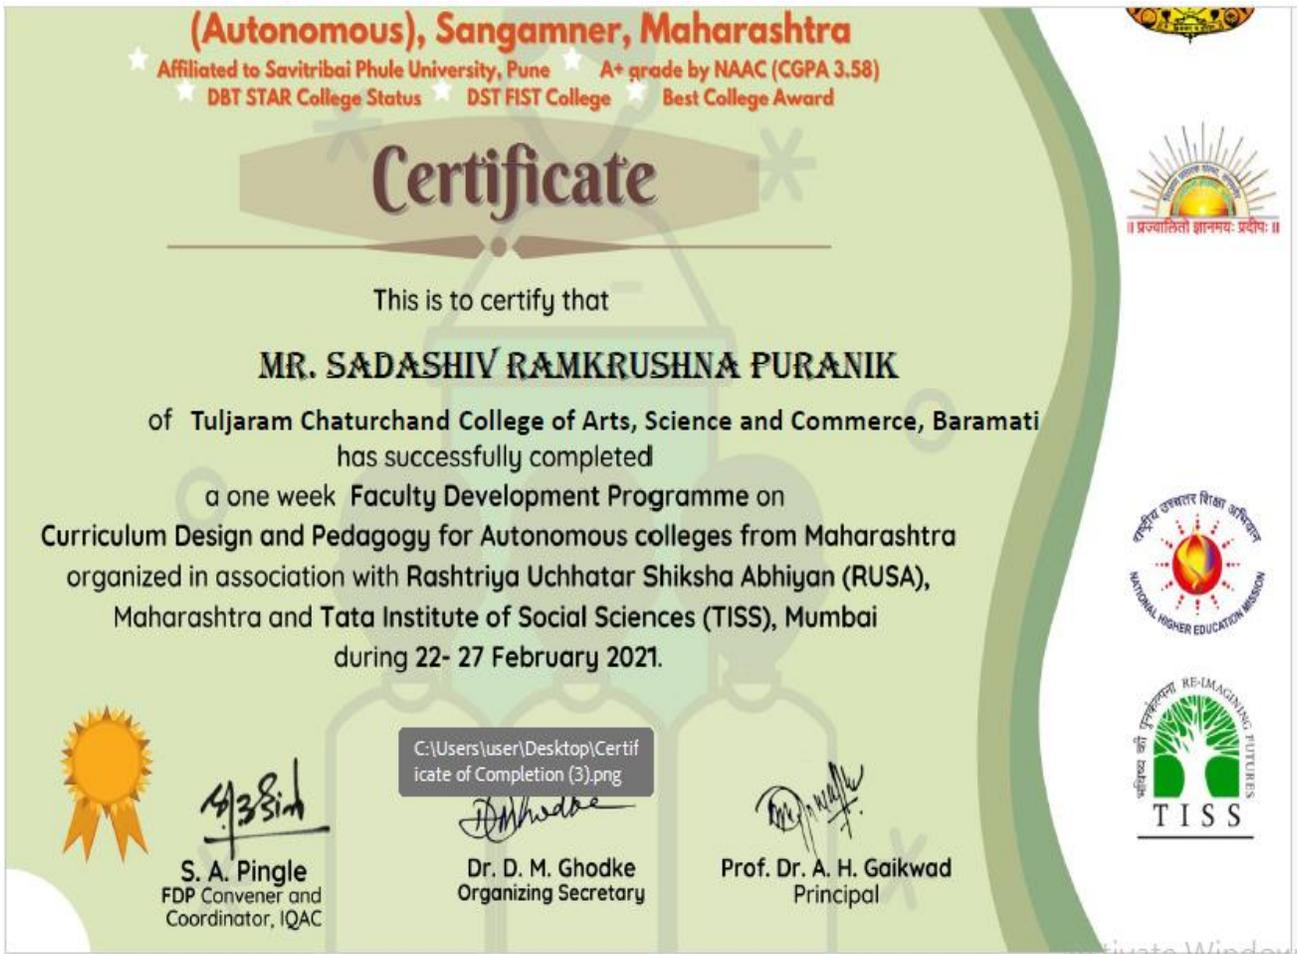 (Autonomous), Sangamner, Maharashtra
Affiliated to Savitribai Phule University, Pune A+ grade by NAAC (CGPA 3.58)
DBT STAR College Status DST FIST College Best College Award
Certificate
This is to certify that
MR. SADASHIV RAMKRUSHNA PURANIK
of Tuljaram Chaturchand College of Arts, Science and Commerce, Baramati
has successfully completed
a one week Faculty Development Programme on
Curriculum Design and Pedagogy for Autonomous colleges from Maharashtra
organized in association with Rashtriya Uchhatar Shiksha Abhiyan (RUSA),
Maharashtra and Tata Institute of Social Sciences (TISS), Mumbai
during 22- 27 February 2021.
C:\Users\user\Desktop\Certif
icate of Completion (3).png
S. A. Pingle
FDP Convener and
Coordinator, IQAC
Dr. D. M. Ghodke
Organizing Secretary
Prof. Dr. A. H. Gaikwad
Principal
॥ प्रज्वालितो ज्ञानमयः प्रदीपः ॥
राष्ट्रीय उच्चतर शिक्षा अभियान
NATIONAL HIGHER EDUCATION MISSION
भविष्य की पुनर्कल्पना RE-IMAGINING FUTURES
TISS